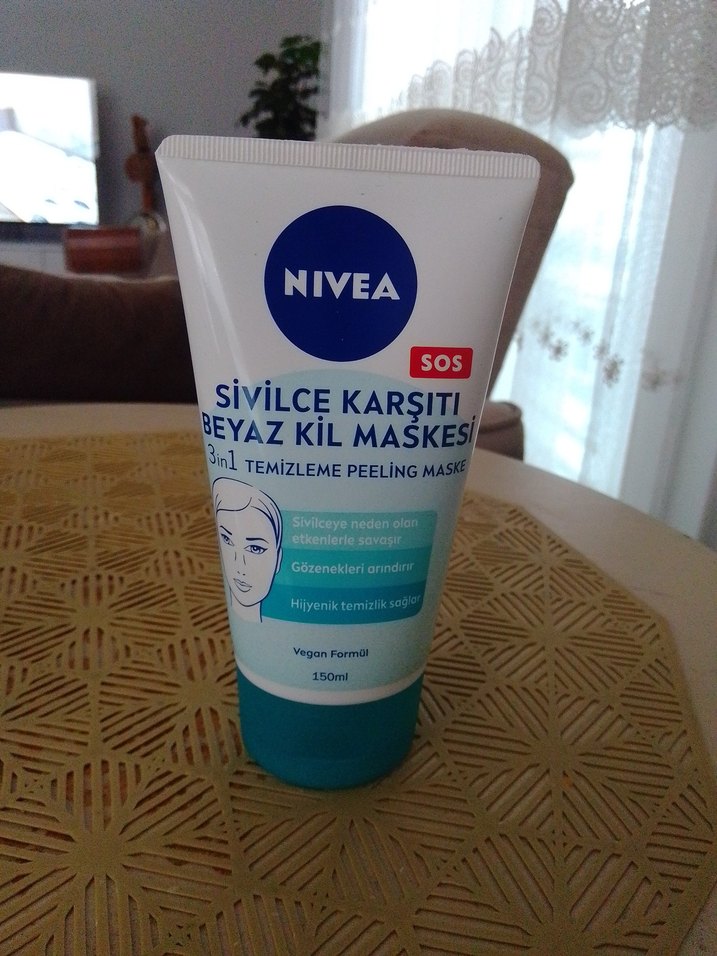 NIVEA
SOS
SİVİLCE KARŞITI
BEYAZ KİL MASKESİ
3in1 TEMİZLEME PEELİNG MASKE
Sivilceye neden olan
etkenlerle savaşır
Gözenekleri arındırır
Hijyenik temizlik sağlar
Vegan Formül
150ml